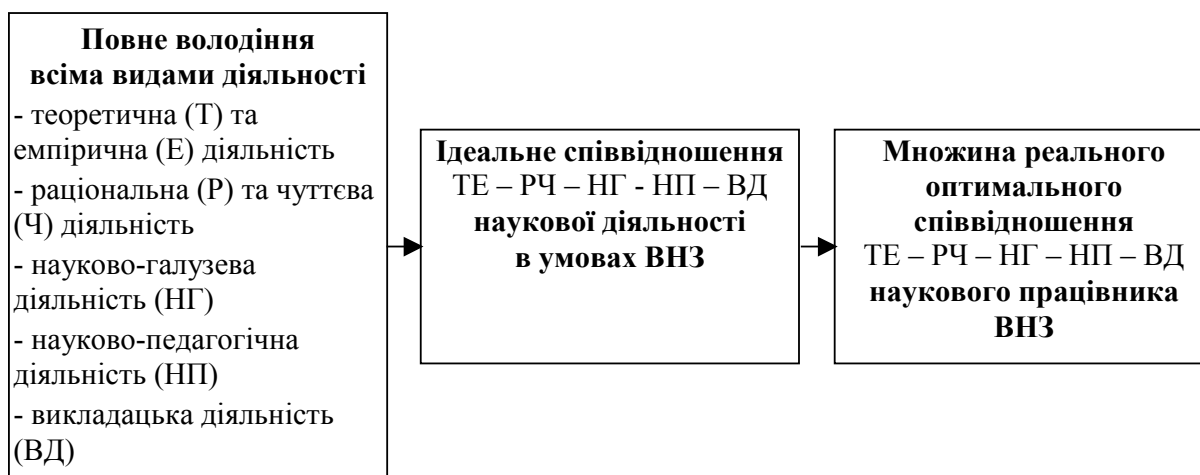 Повне володіння
всіма видами діяльності
- теоретична (Т) та
емпірична (Е) діяльність
- раціональна (Р) та чуттєва
(Ч) діяльність
- науково-галузева
діяльність (НГ)
- науково-педагогічна
діяльність (НП)
- викладацька діяльність
(ВД)
Ідеальне співвідношення
ТЕ – РЧ – НГ - НП – ВД
наукової діяльності
в умовах ВНЗ
Множина реального
оптимального
співвідношення
ТЕ – РЧ – НГ – НП – ВД
наукового працівника
ВНЗ